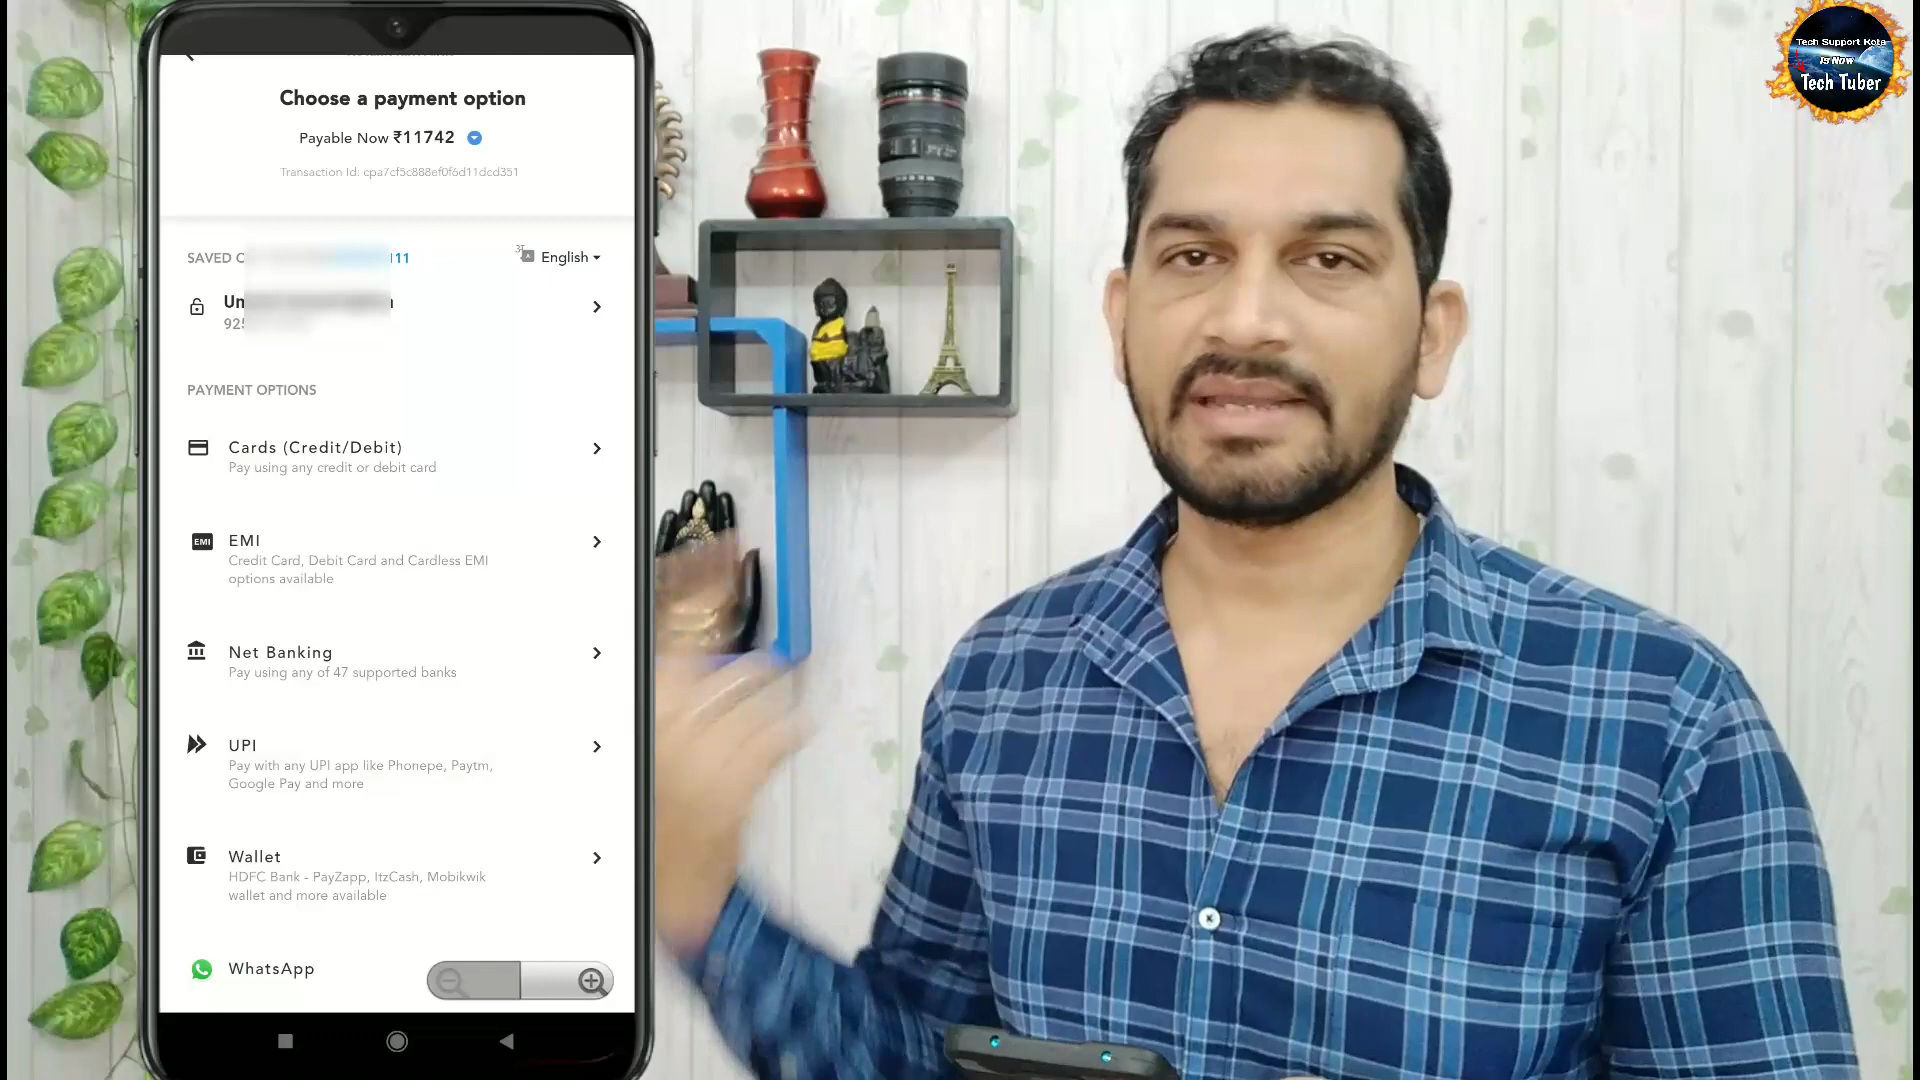 Choose a payment option
Payable Now ₹11742
Transaction Id: cpa7cf5c888ef0f6d11dcd351
SAVED
English
PAYMENT OPTIONS
Cards (Credit/Debit)
Pay using any credit or debit card
EMI
EMI
Credit Card, Debit Card and Cardless EMI
options available
Net Banking
Pay using any of 47 supported banks
UPI
Pay with any UPI app like Phonepe, Paytm,
Google Pay and more
Wallet
HDFC Bank - PayZapp, ItzCash, Mobikwik
wallet and more available
WhatsApp
Tech Support Kota
is Now
Tech Tuber